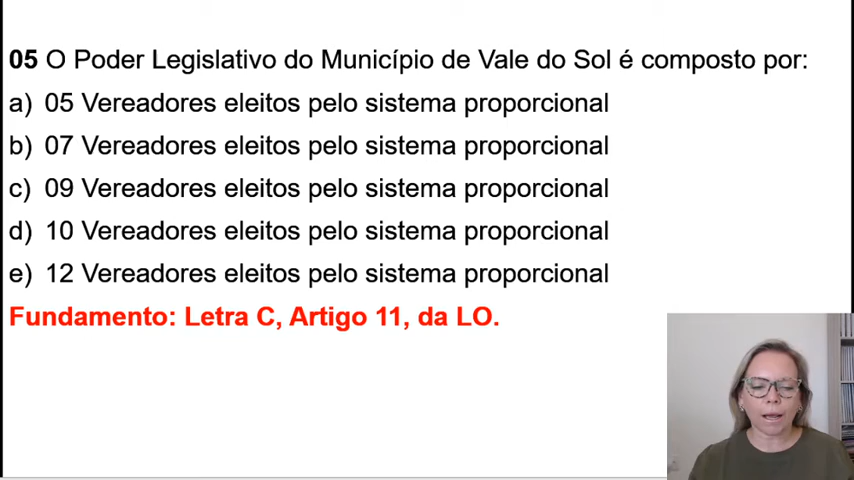 05 O Poder Legislativo do Município de Vale do Sol é composto por:
a) 05 Vereadores eleitos pelo sistema proporcional
b) 07 Vereadores eleitos pelo sistema proporcional
c) 09 Vereadores eleitos pelo sistema proporcional
d) 10 Vereadores eleitos pelo sistema proporcional
e) 12 Vereadores eleitos pelo sistema proporcional
Fundamento: Letra C, Artigo 11, da LO.